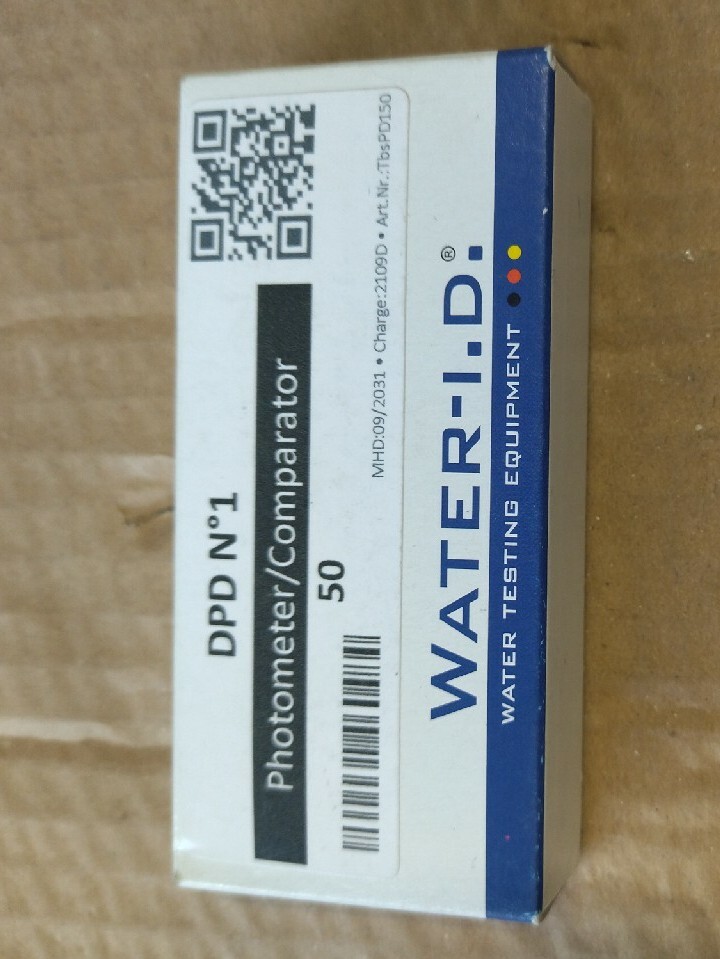 DPD N°1
Photometer/Comparator
50
MHD:09/2031 • Charge:2109D • Art.Nr.:TbsPD150
WATER-I.D.®
WATER TESTING EQUIPMENT